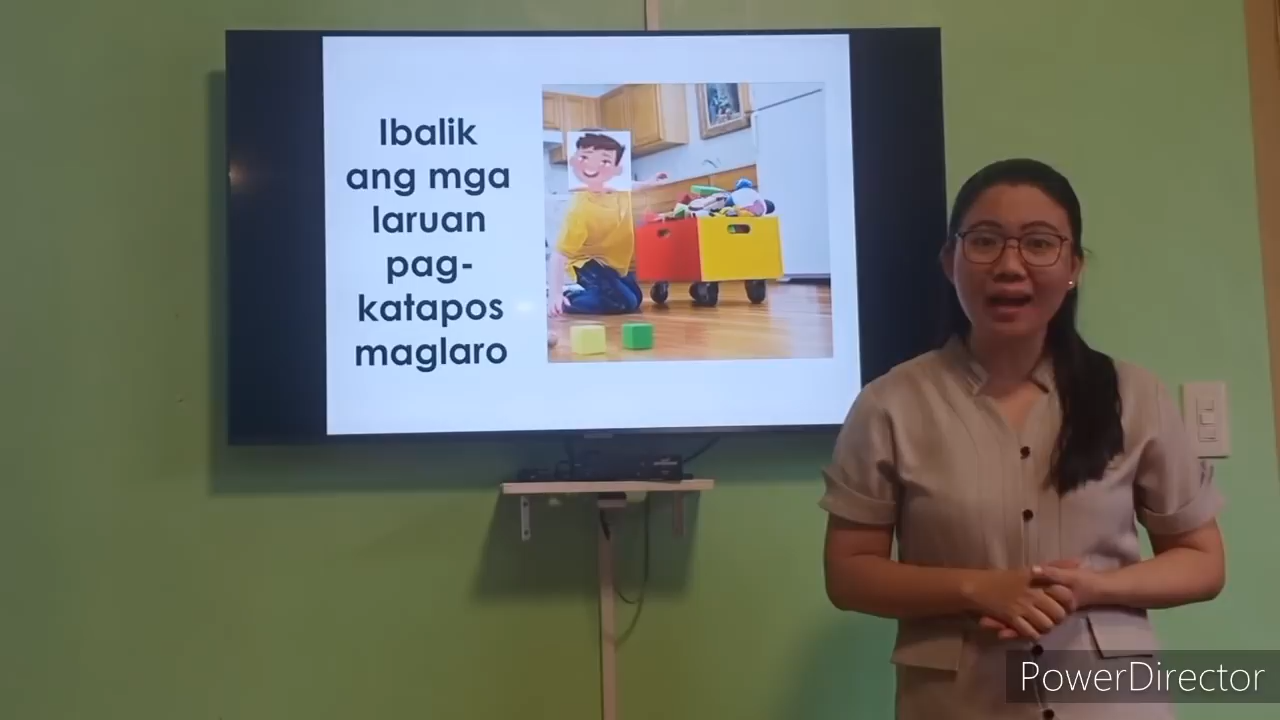 Ibalik
ang mga
laruan
pag-
katapos
maglaro
PowerDirector